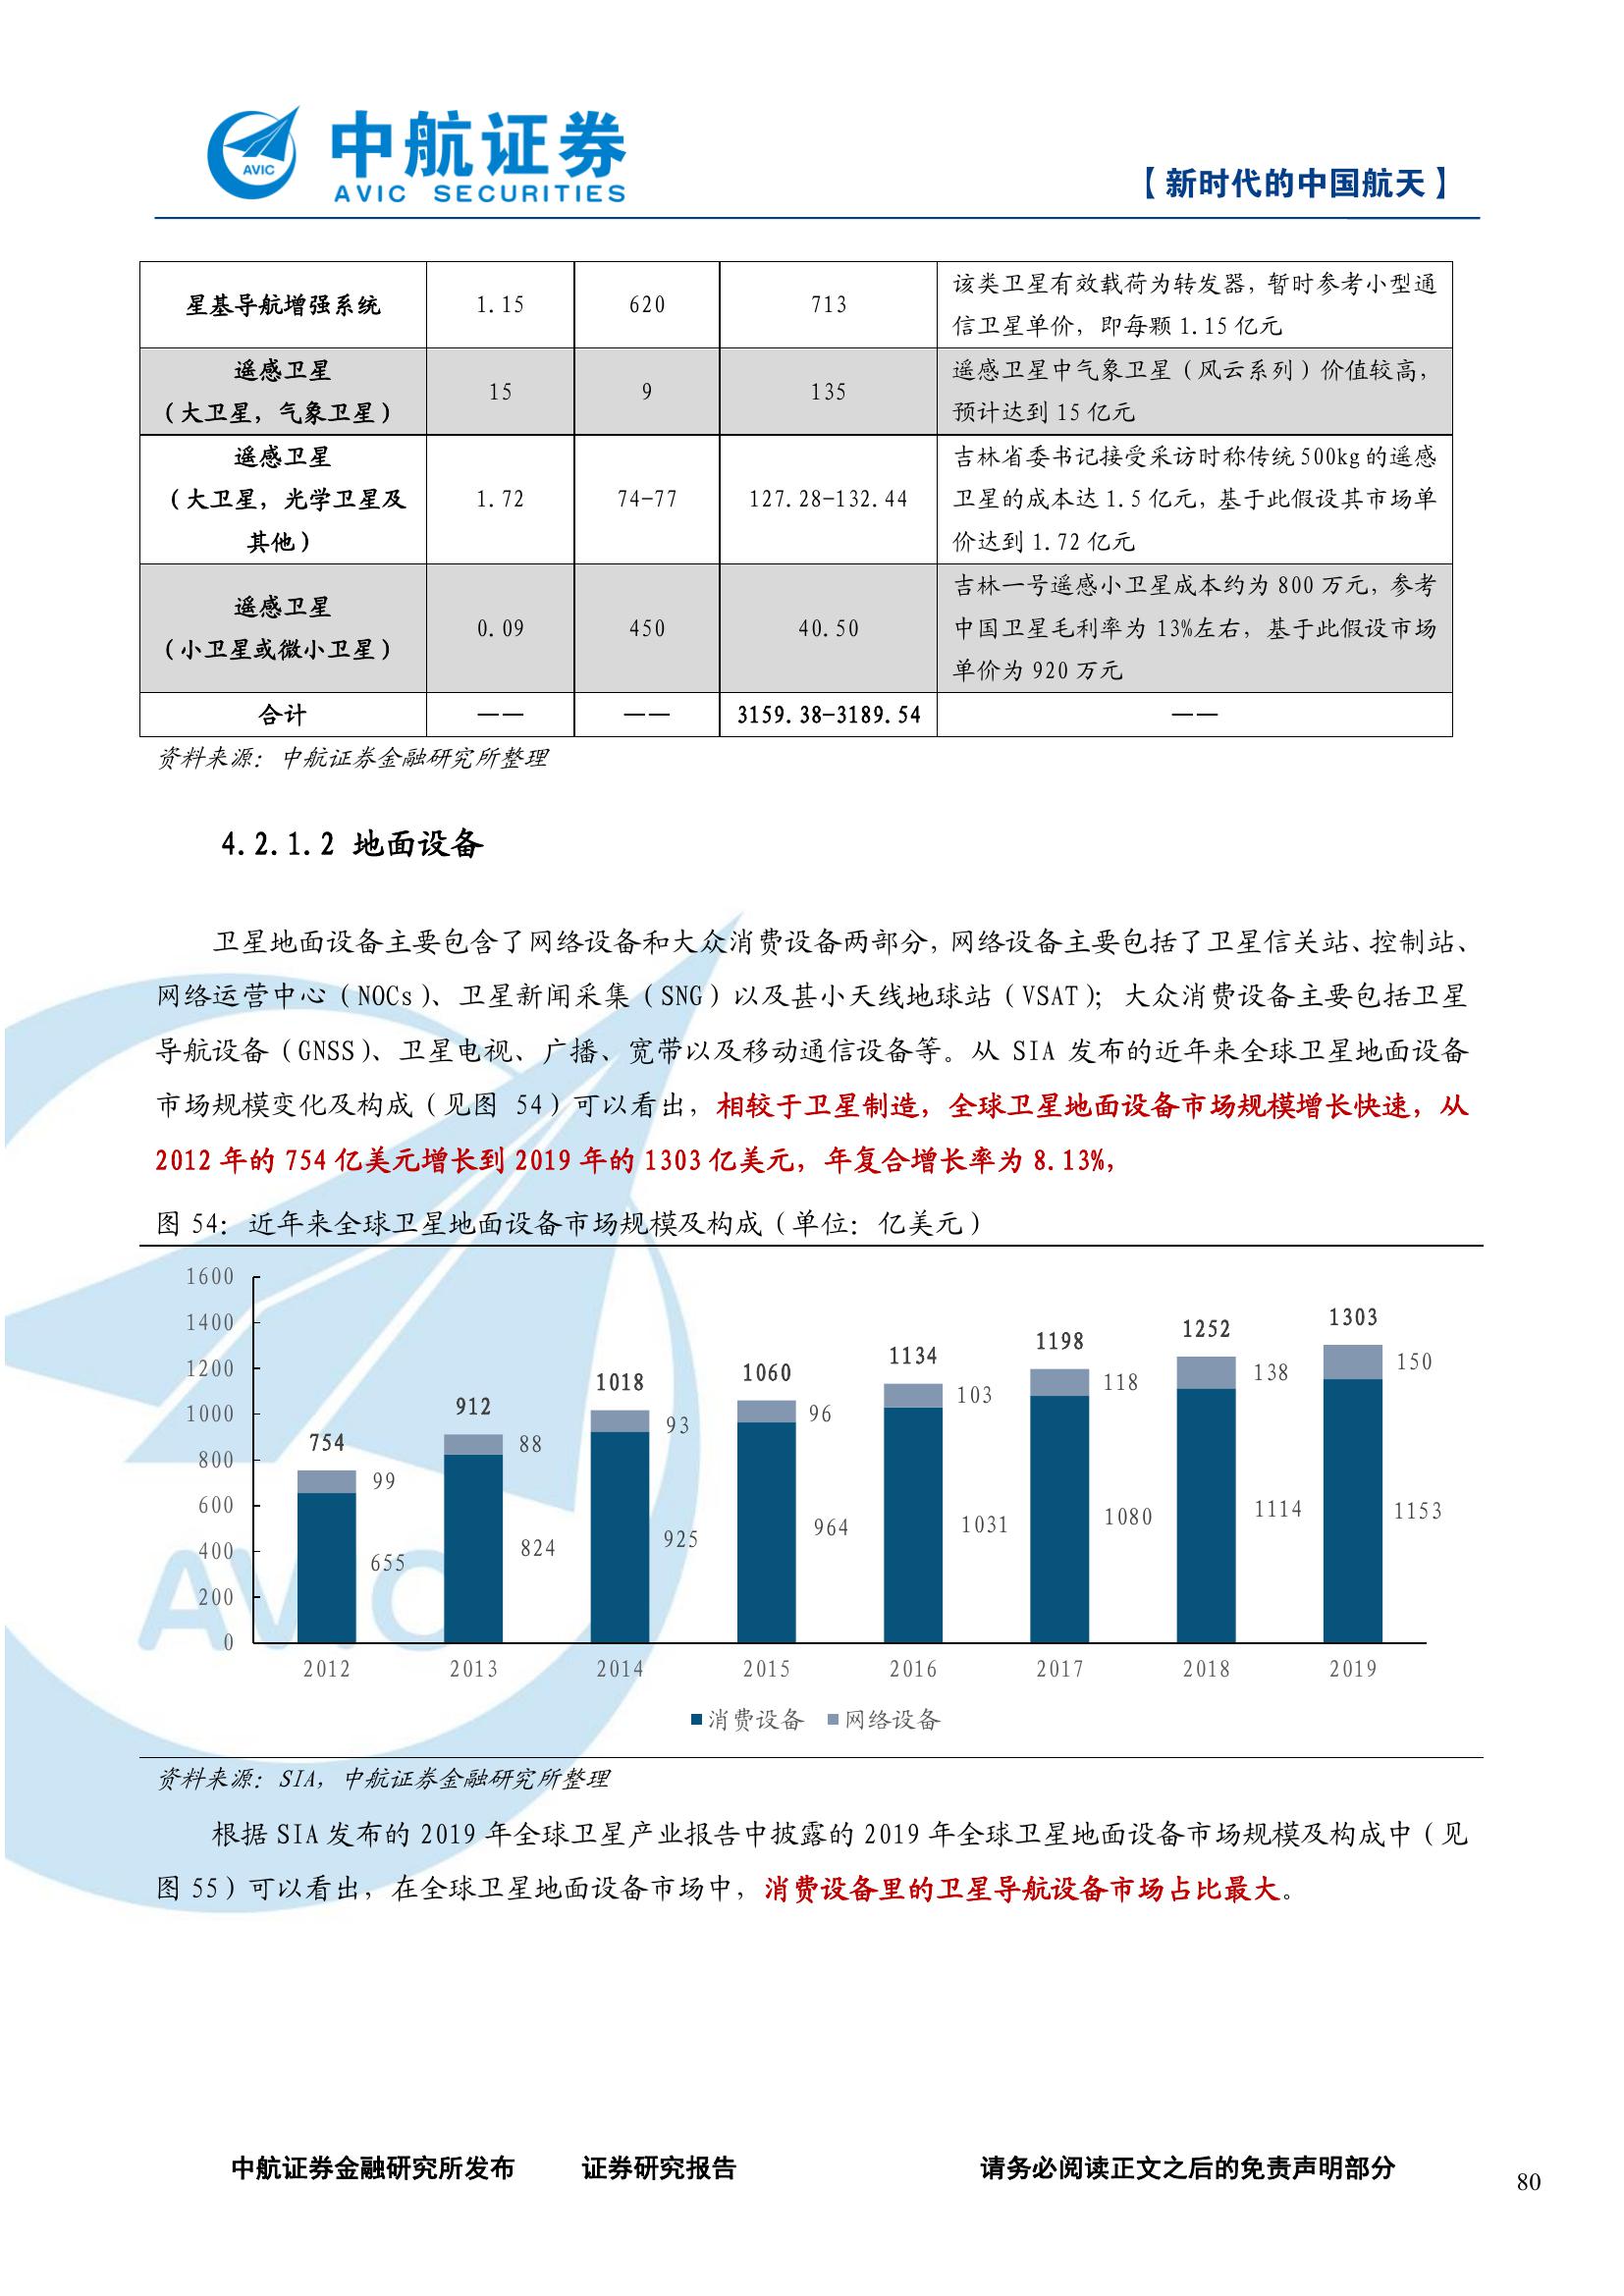 AVIC
中航证券
AVIC SECURITIES
【新时代的中国航天】
星基导航增强系统 1.15 620 713 该类卫星有效载荷为转发器，暂时参考小型通
信卫星单价，即每颗 1.15 亿元
遥感卫星
（大卫星，气象卫星） 15 9 135 遥感卫星中气象卫星（风云系列）价值较高，
预计达到 15 亿元
遥感卫星
（大卫星，光学卫星及
其他） 1.72 74-77 127.28-132.44 吉林省委书记接受采访时称传统 500kg 的遥感
卫星的成本达 1.5 亿元，基于此假设其市场单
价达到 1.72 亿元
遥感卫星
（小卫星或微小卫星） 0.09 450 40.50 吉林一号遥感小卫星成本约为 800 万元，参考
中国卫星毛利率为 13%左右，基于此假设市场
单价为 920 万元
合计 —— —— 3159.38-3189.54 ——
资料来源：中航证券金融研究所整理
4.2.1.2 地面设备
卫星地面设备主要包含了网络设备和大众消费设备两部分，网络设备主要包括了卫星信关站、控制站、
网络运营中心（NOCs）、卫星新闻采集（SNG）以及甚小天线地球站（VSAT）；大众消费设备主要包括卫星
导航设备（GNSS）、卫星电视、广播、宽带以及移动通信设备等。从 SIA 发布的近年来全球卫星地面设备
市场规模变化及构成（见图 54）可以看出，相较于卫星制造，全球卫星地面设备市场规模增长快速，从
2012 年的 754 亿美元增长到 2019 年的 1303 亿美元，年复合增长率为 8.13%，
图 54：近年来全球卫星地面设备市场规模及构成（单位：亿美元）
1600
1400
1200
1000
800
600
400
200
0
754 912 1018 1060 1134 1198 1252 1303
99 88 93 96 103 118 138 150
655 824 925 964 1031 1080 1114 1153
2012 2013 2014 2015 2016 2017 2018 2019
消费设备 网络设备
AVIC
资料来源：SIA，中航证券金融研究所整理
根据 SIA 发布的 2019 年全球卫星产业报告中披露的 2019 年全球卫星地面设备市场规模及构成中（见
图 55）可以看出，在全球卫星地面设备市场中，消费设备里的卫星导航设备市场占比最大。
中航证券金融研究所发布 证券研究报告 请务必阅读正文之后的免责声明部分
80